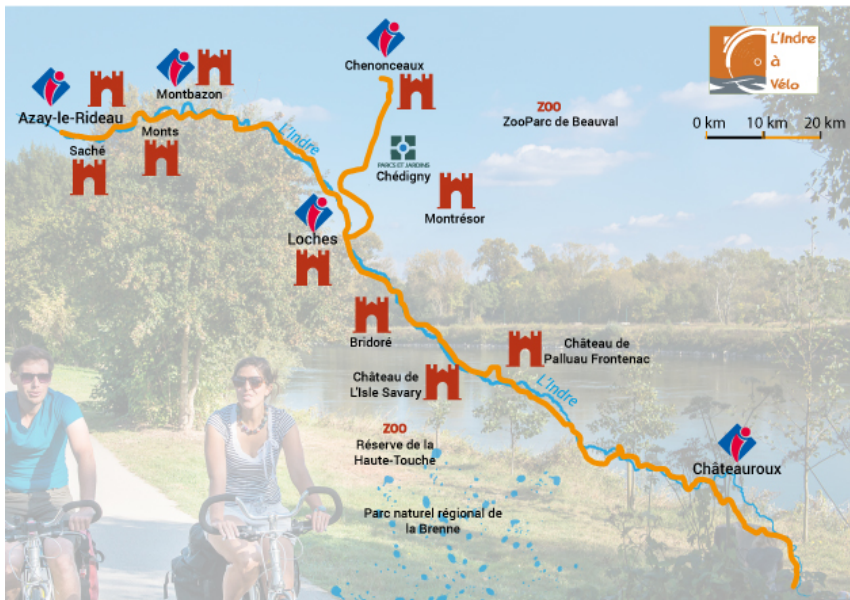 Chenonceaux
L'Indre
à
Vélo
Montbazon
Azay-le-Rideau
ZOO
ZooParc de Beauval
0 km 10 km 20 km
Monts
L'Indre
Saché
PARCS ET JARDINS
Chédigny
Montrésor
Loches
Bridoré
Château de
Palluau Frontenac
Château de
L'Isle Savary
L'Indre
ZOO
Réserve de la
Haute-Touche
Châteauroux
Parc naturel régional de
la Brenne